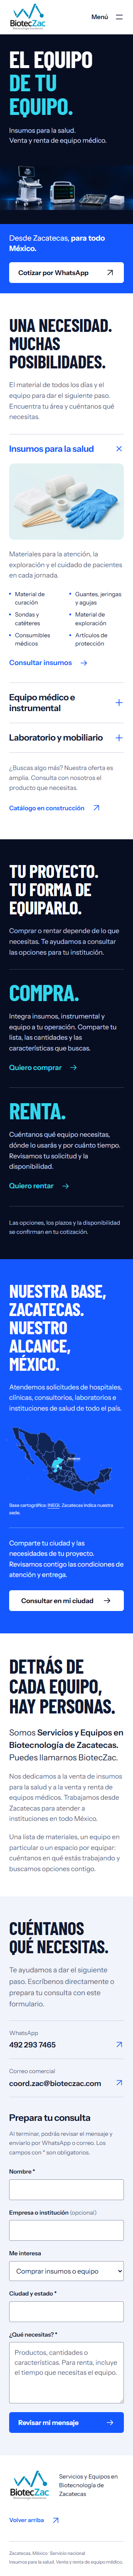 BiotecZac
Menú
EL EQUIPO
DE TU
EQUIPO.
Insumos para la salud.
Venta y renta de equipo médico.
Desde Zacatecas, para todo
México.
Cotizar por WhatsApp
UNA NECESIDAD.
MUCHAS
POSIBILIDADES.
El material de todos los días y el
equipo para dar el siguiente paso.
Encuentra tu área y cuéntanos qué
necesitas.
Insumos para la salud
Materiales para la atención, la
exploración y el cuidado de pacientes
en cada jornada.
Material de
curación
Guantes, jeringas
y agujas
Sondas y
catéteres
Material de
exploración
Consumibles
médicos
Artículos de
protección
Consultar insumos
Equipo médico e
instrumental
Laboratorio y mobiliario
¿Buscas algo más? Nuestra oferta es
amplia. Consulta con nosotros el
producto que necesitas.
Catálogo en construcción
TU PROYECTO.
TU FORMA DE
EQUIPARLO.
Comprar o rentar depende de lo que
necesitas. Te ayudamos a consultar
las opciones para tu institución.
COMPRA.
Integra insumos, instrumental y
equipo a tu operación. Comparte tu
lista, las cantidades y las
características que buscas.
Quiero comprar
RENTA.
Cuéntanos qué equipo necesitas,
dónde lo usarás y por cuánto tiempo.
Revisamos tu solicitud y la
disponibilidad.
Quiero rentar
Las opciones, los plazos y la disponibilidad
se confirman en tu cotización.
NUESTRA BASE,
ZACATECAS.
NUESTRO
ALCANCE,
MÉXICO.
Atendemos solicitudes de hospitales,
clínicas, consultorios, laboratorios e
instituciones de salud de todo el país.
Base cartográfica: INEGI. Zacatecas indica nuestra
sede.
Comparte tu ciudad y las
necesidades de tu proyecto.
Revisamos contigo las condiciones de
atención y entrega.
Consultar en mi ciudad
DETRÁS DE
CADA EQUIPO,
HAY PERSONAS.
Somos Servicios y Equipos en
Biotecnología de Zacatecas.
Puedes llamarnos BiotecZac.
Nos dedicamos a la venta de insumos
para la salud y a la venta y renta de
equipos médicos. Trabajamos desde
Zacatecas para atender a
instituciones en todo México.
Una lista de materiales, un equipo en
particular o un espacio por equipar:
cuéntanos en qué estás trabajando y
buscamos opciones contigo.
CUÉNTANOS
QUÉ NECESITAS.
Te ayudamos a dar el siguiente
paso. Escríbenos directamente o
prepara tu consulta con este
formulario.
WhatsApp
492 293 7465
Correo comercial
coord.zac@bioteczac.com
Prepara tu consulta
Al terminar, podrás revisar el mensaje y
enviarlo por WhatsApp o correo. Los
campos con * son obligatorios.
Nombre *
Empresa o institución (opcional)
Me interesa
Comprar insumos o equipo
Ciudad y estado *
¿Qué necesitas? *
Productos, cantidades o
características. Para renta, incluye
el tiempo que necesitas el equipo.
Revisar mi mensaje
BiotecZac
Servicios y Equipos en
Biotecnología de
Zacatecas
Volver arriba
Zacatecas, México · Servicio nacional
Insumos para la salud. Venta y renta de equipo médico.